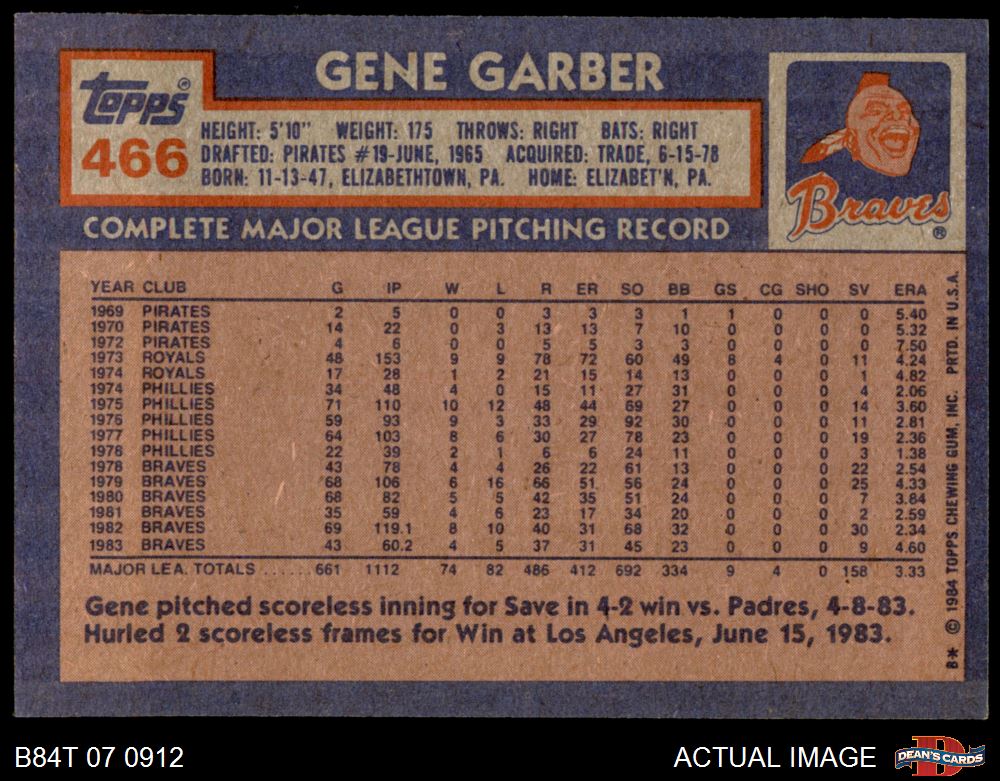 GENE GARBER
topps®
466
HEIGHT: 5'10" WEIGHT: 175 THROWS: RIGHT BATS: RIGHT
DRAFTED: PIRATES #19-JUNE, 1965 ACQUIRED: TRADE, 6-15-78
BORN: 11-13-47, ELIZABETHTOWN, PA. HOME: ELIZABET'N, PA.
Braves®
COMPLETE MAJOR LEAGUE PITCHING RECORD
YEAR CLUB G IP W L R ER SO BB GS CG SHO SV ERA
1969 PIRATES 2 5 0 0 3 3 3 1 1 0 0 0 5.40
1970 PIRATES 14 22 0 3 13 13 7 10 0 0 0 0 5.32
1972 PIRATES 4 6 0 0 5 5 3 3 0 0 0 0 7.50
1973 ROYALS 48 153 9 9 78 72 60 49 8 4 0 11 4.24
1974 ROYALS 17 28 1 2 21 15 14 13 0 0 0 1 4.82
1974 PHILLIES 34 48 4 0 15 11 27 31 0 0 0 4 2.06
1975 PHILLIES 71 110 10 12 48 44 69 27 0 0 0 14 3.60
1976 PHILLIES 59 93 9 3 33 29 92 30 0 0 0 11 2.81
1977 PHILLIES 64 103 8 6 30 27 78 23 0 0 0 19 2.36
1978 PHILLIES 22 39 2 1 6 6 24 11 0 0 0 3 1.38
1978 BRAVES 43 78 4 4 26 22 61 13 0 0 0 22 2.54
1979 BRAVES 68 106 6 16 66 51 56 24 0 0 0 25 4.33
1980 BRAVES 68 82 5 5 42 35 51 24 0 0 0 7 3.84
1981 BRAVES 35 59 4 6 23 17 34 20 0 0 0 2 2.59
1982 BRAVES 69 119.1 8 10 40 31 68 32 0 0 0 30 2.34
1983 BRAVES 43 60.2 4 5 37 31 45 23 0 0 0 9 4.60
MAJOR LEA. TOTALS ...... 661 1112 74 82 486 412 692 334 9 4 0 158 3.33
Gene pitched scoreless inning for Save in 4-2 win vs. Padres, 4-8-83.
Hurled 2 scoreless frames for Win at Los Angeles, June 15, 1983.
B* © 1984 TOPPS CHEWING GUM, INC. PRTD. IN U.S.A.
B84T 07 0912
ACTUAL IMAGE
D
DEAN'S CARDS